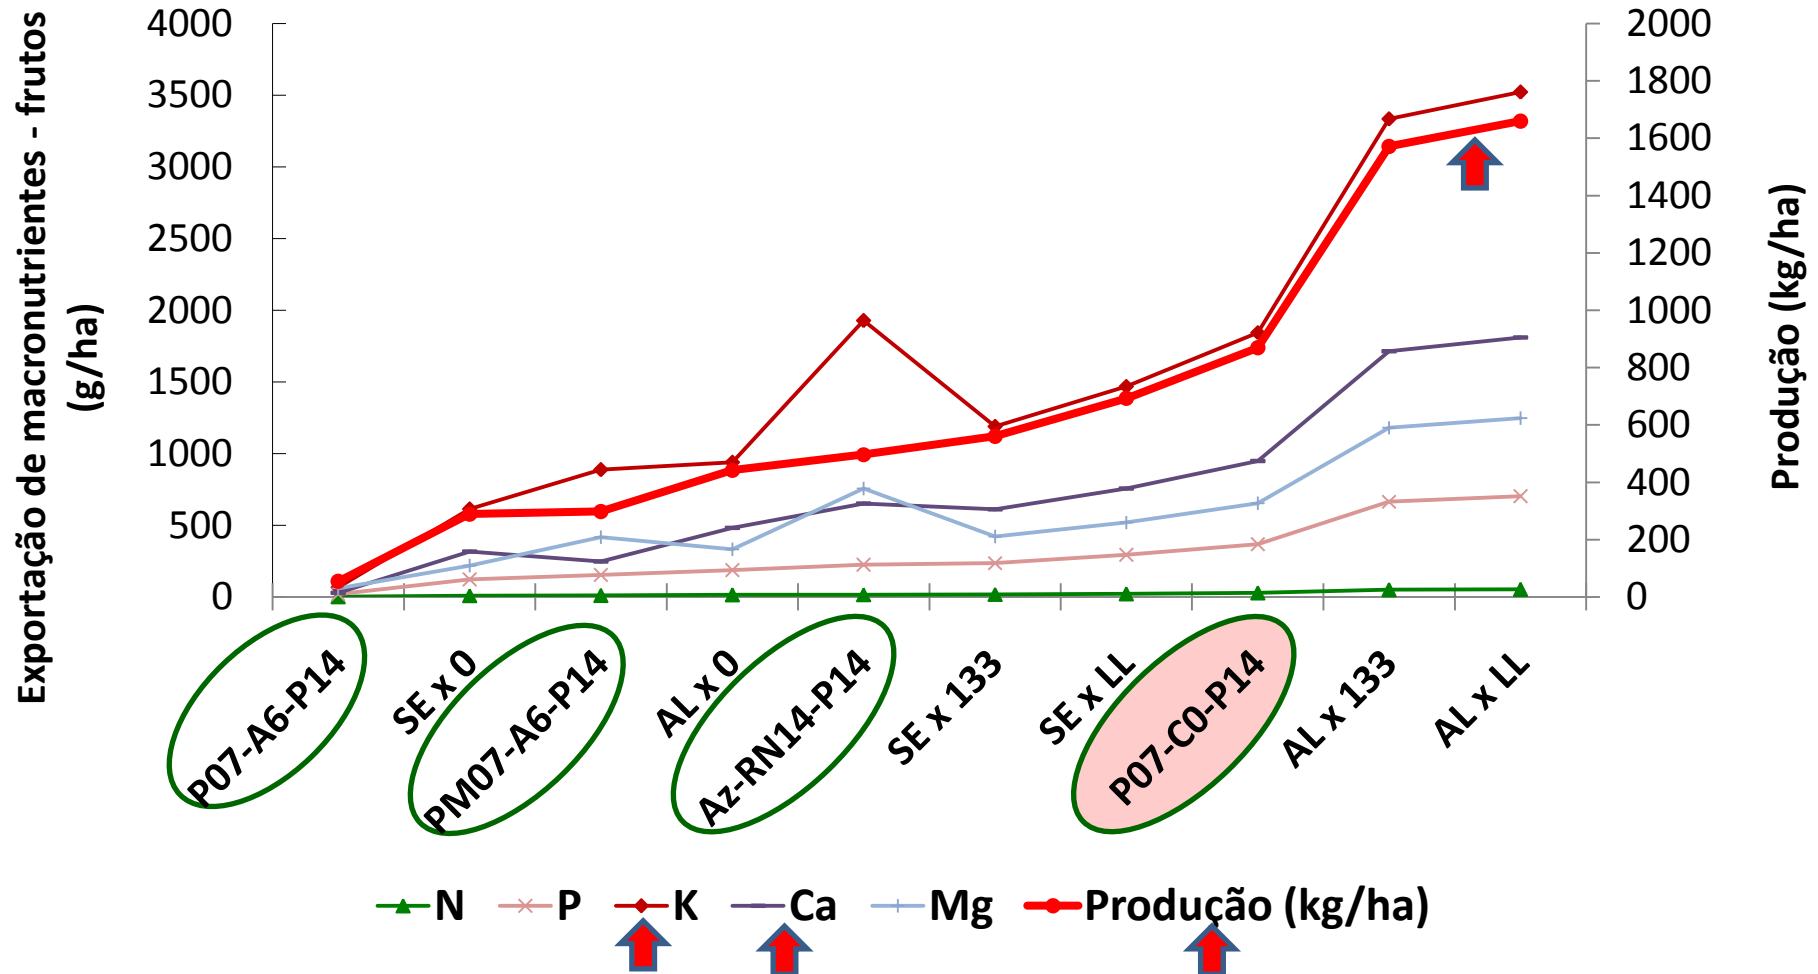 Exportação de macronutrientes - frutos
(g/ha)
4000
3500
3000
2500
2000
1500
1000
500
0
2000
1800
1600
1400
1200
1000
800
600
400
200
0
Produção (kg/ha)
P07-A6-P14
SE x 0
PM07-A6-P14
AL x 0
Az-RN14-P14
SE x 133
SE x LL
P07-C0-P14
AL x 133
AL x LL
N P K Ca Mg Produção (kg/ha)